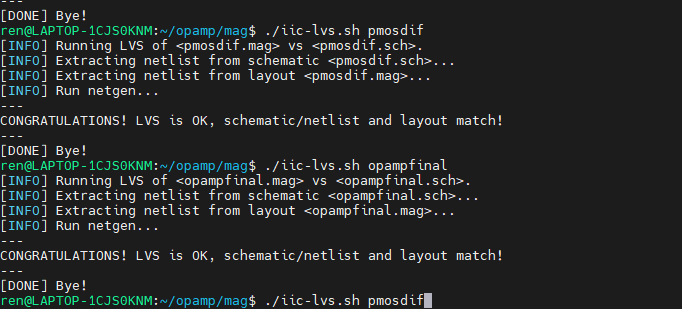 ---
[DONE] Bye!
ren@LAPTOP-1CJS0KNM:~/opamp/mag$ ./iic-lvs.sh pmosdif
[INFO] Running LVS of <pmosdif.mag> vs <pmosdif.sch>.
[INFO] Extracting netlist from schematic <pmosdif.sch>...
[INFO] Extracting netlist from layout <pmosdif.mag>...
[INFO] Run netgen...
---
CONGRATULATIONS! LVS is OK, schematic/netlist and layout match!
---
[DONE] Bye!
ren@LAPTOP-1CJS0KNM:~/opamp/mag$ ./iic-lvs.sh opampfinal
[INFO] Running LVS of <opampfinal.mag> vs <opampfinal.sch>.
[INFO] Extracting netlist from schematic <opampfinal.sch>...
[INFO] Extracting netlist from layout <opampfinal.mag>...
[INFO] Run netgen...
---
CONGRATULATIONS! LVS is OK, schematic/netlist and layout match!
---
[DONE] Bye!
ren@LAPTOP-1CJS0KNM:~/opamp/mag$ ./iic-lvs.sh pmosdif